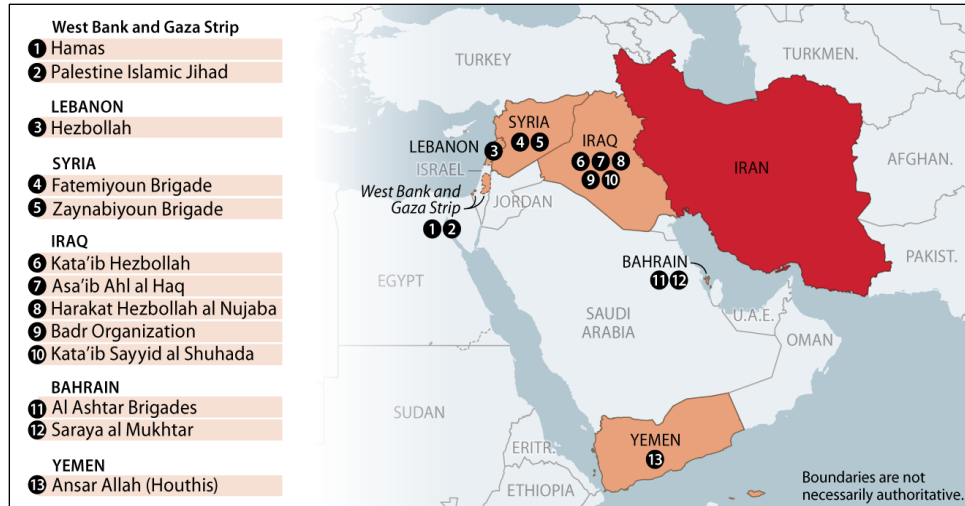 West Bank and Gaza Strip
1 Hamas
2 Palestine Islamic Jihad
LEBANON
3 Hezbollah
SYRIA
4 Fatemiyoun Brigade
5 Zaynabiyoun Brigade
IRAQ
6 Kata’ib Hezbollah
7 Asa’ib Ahl al Haq
8 Harakat Hezbollah al Nujaba
9 Badr Organization
10 Kata’ib Sayyid al Shuhada
BAHRAIN
11 Al Ashtar Brigades
12 Saraya al Mukhtar
YEMEN
13 Ansar Allah (Houthis)
TURKEY
TURKMEN.
SYRIA
4 5
LEBANON 3
IRAQ
6 7 8
9 10
IRAN
AFGHAN.
ISRAEL
West Bank and
Gaza Strip
1 2
JORDAN
PAKIST.
BAHRAIN
11 12
EGYPT
SAUDI
ARABIA
U.A.E.
OMAN
SUDAN
YEMEN
13
ERITR.
ETHIOPIA
Boundaries are not
necessarily authoritative.